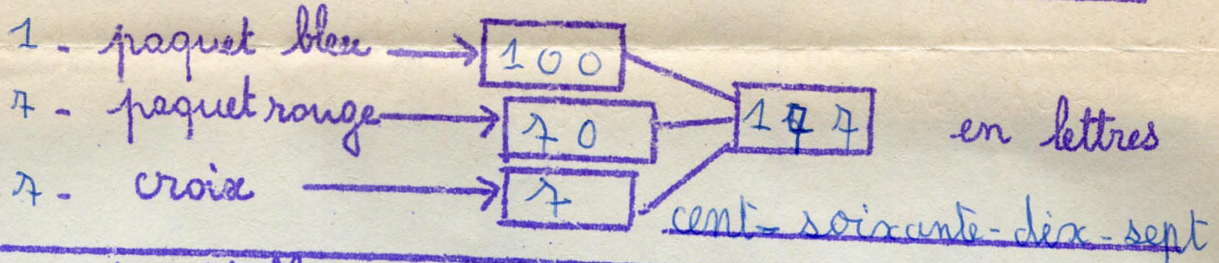 1 - paquet bleu → 100
7 - paquet rouge → 70 177 en lettres
7 - croix → 7
cent-soixante-dix-sept